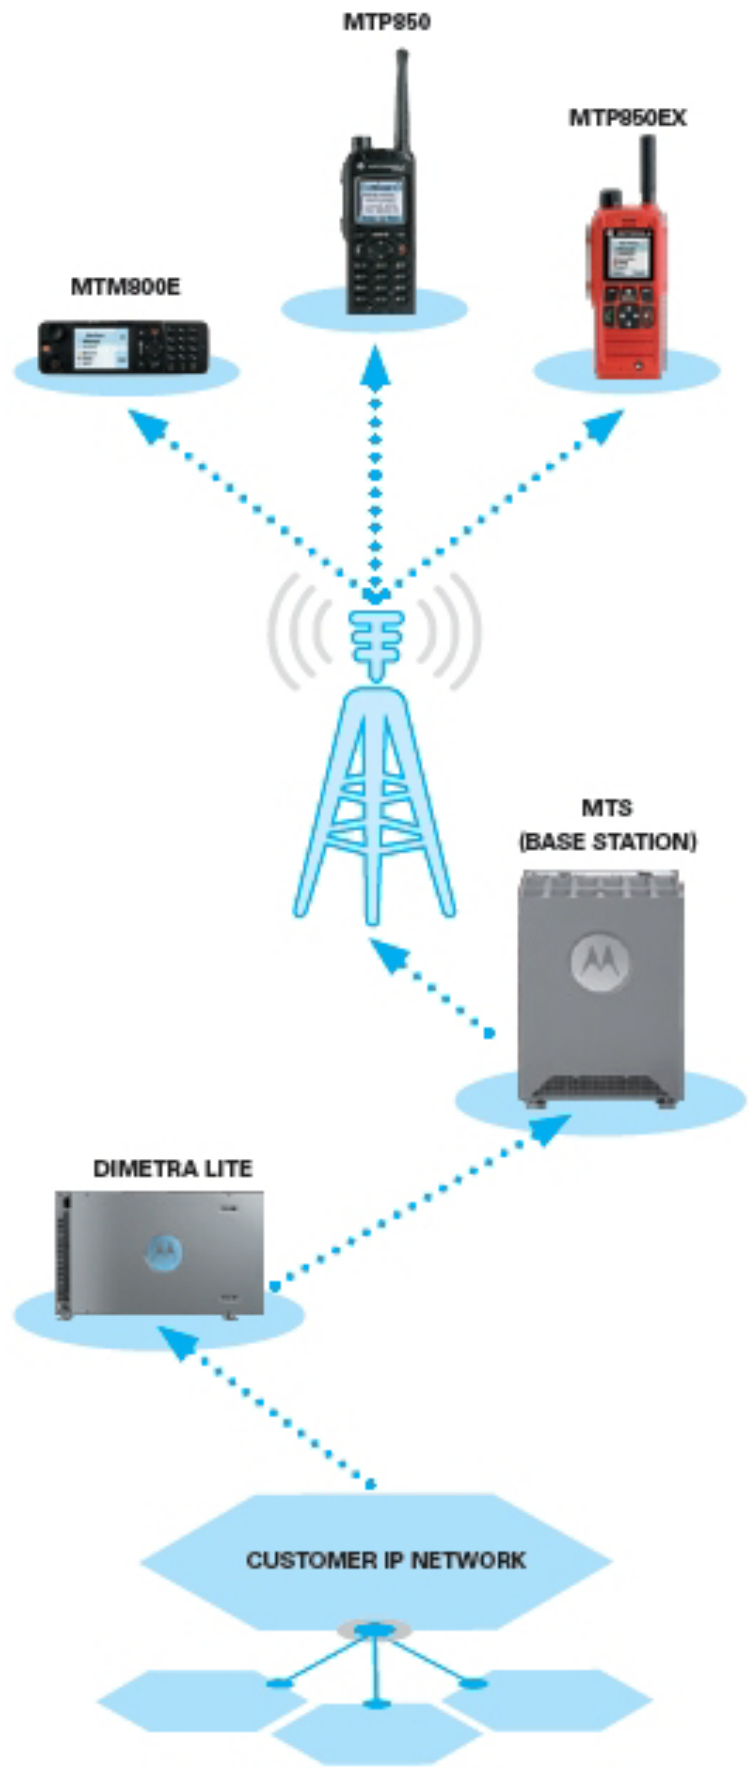 MTP850
MTP850EX
MTM800E
MTS
(BASE STATION)
DIMETRA LITE
CUSTOMER IP NETWORK